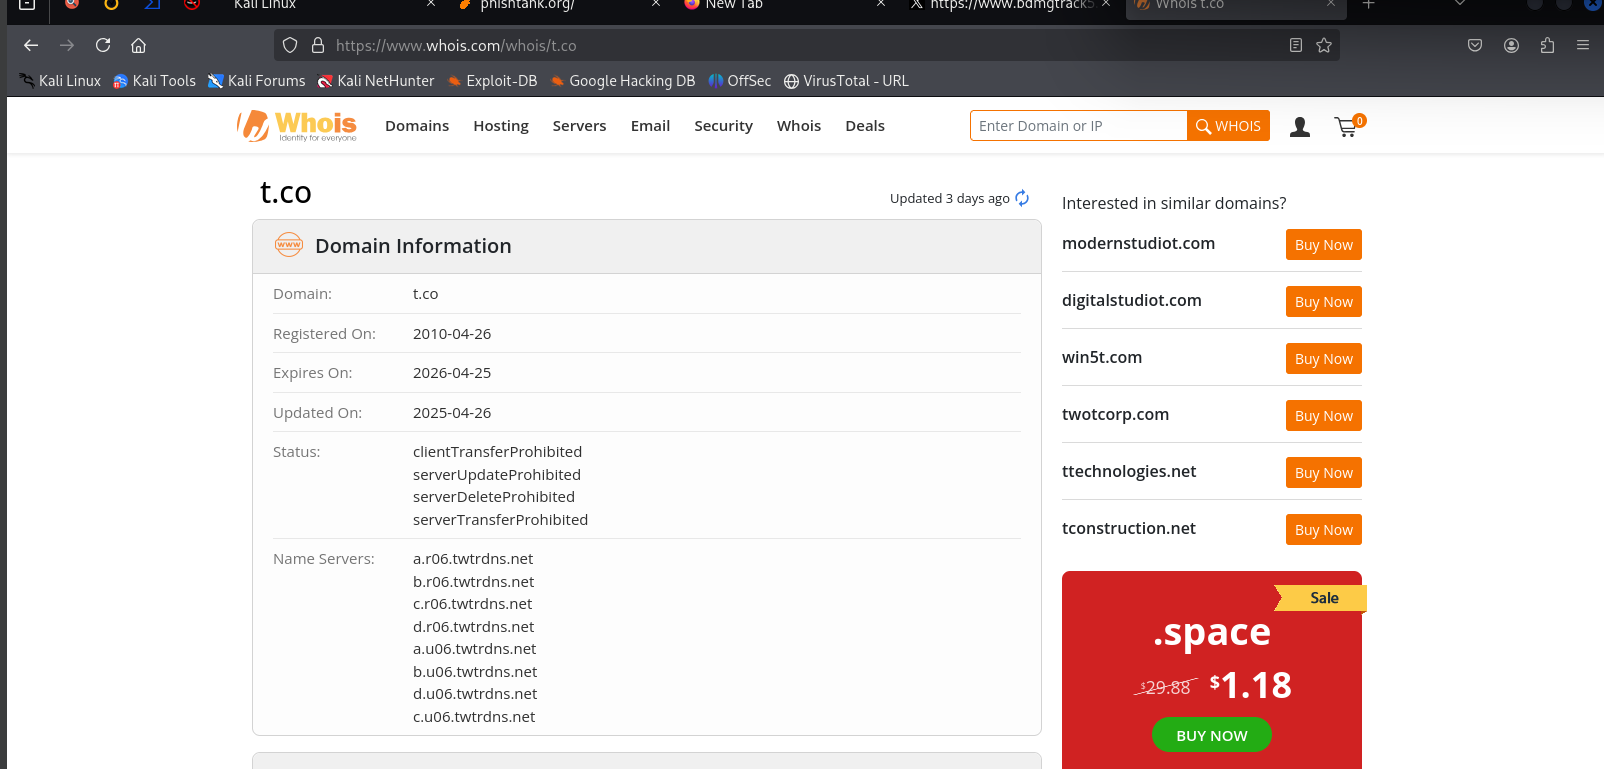 Kali Linux
phishtank.org/
New Tab
https://www.bdmgtrack5
Whois t.co
https://www.whois.com/whois/t.co
Kali Linux Kali Tools Kali Forums Kali NetHunter Exploit-DB Google Hacking DB OffSec VirusTotal - URL
Whois
Identity for everyone
Domains Hosting Servers Email Security Whois Deals
Enter Domain or IP WHOIS 0
t.co
Updated 3 days ago
www Domain Information
Domain: t.co
Registered On: 2010-04-26
Expires On: 2026-04-25
Updated On: 2025-04-26
Status: clientTransferProhibited
serverUpdateProhibited
serverDeleteProhibited
serverTransferProhibited
Name Servers: a.r06.twtrdns.net
b.r06.twtrdns.net
c.r06.twtrdns.net
d.r06.twtrdns.net
a.u06.twtrdns.net
b.u06.twtrdns.net
d.u06.twtrdns.net
c.u06.twtrdns.net
Interested in similar domains?
modernstudiot.com Buy Now
digitalstudiot.com Buy Now
win5t.com Buy Now
twotcorp.com Buy Now
ttechnologies.net Buy Now
tconstruction.net Buy Now
Sale
.space
$29.88 $1.18
BUY NOW